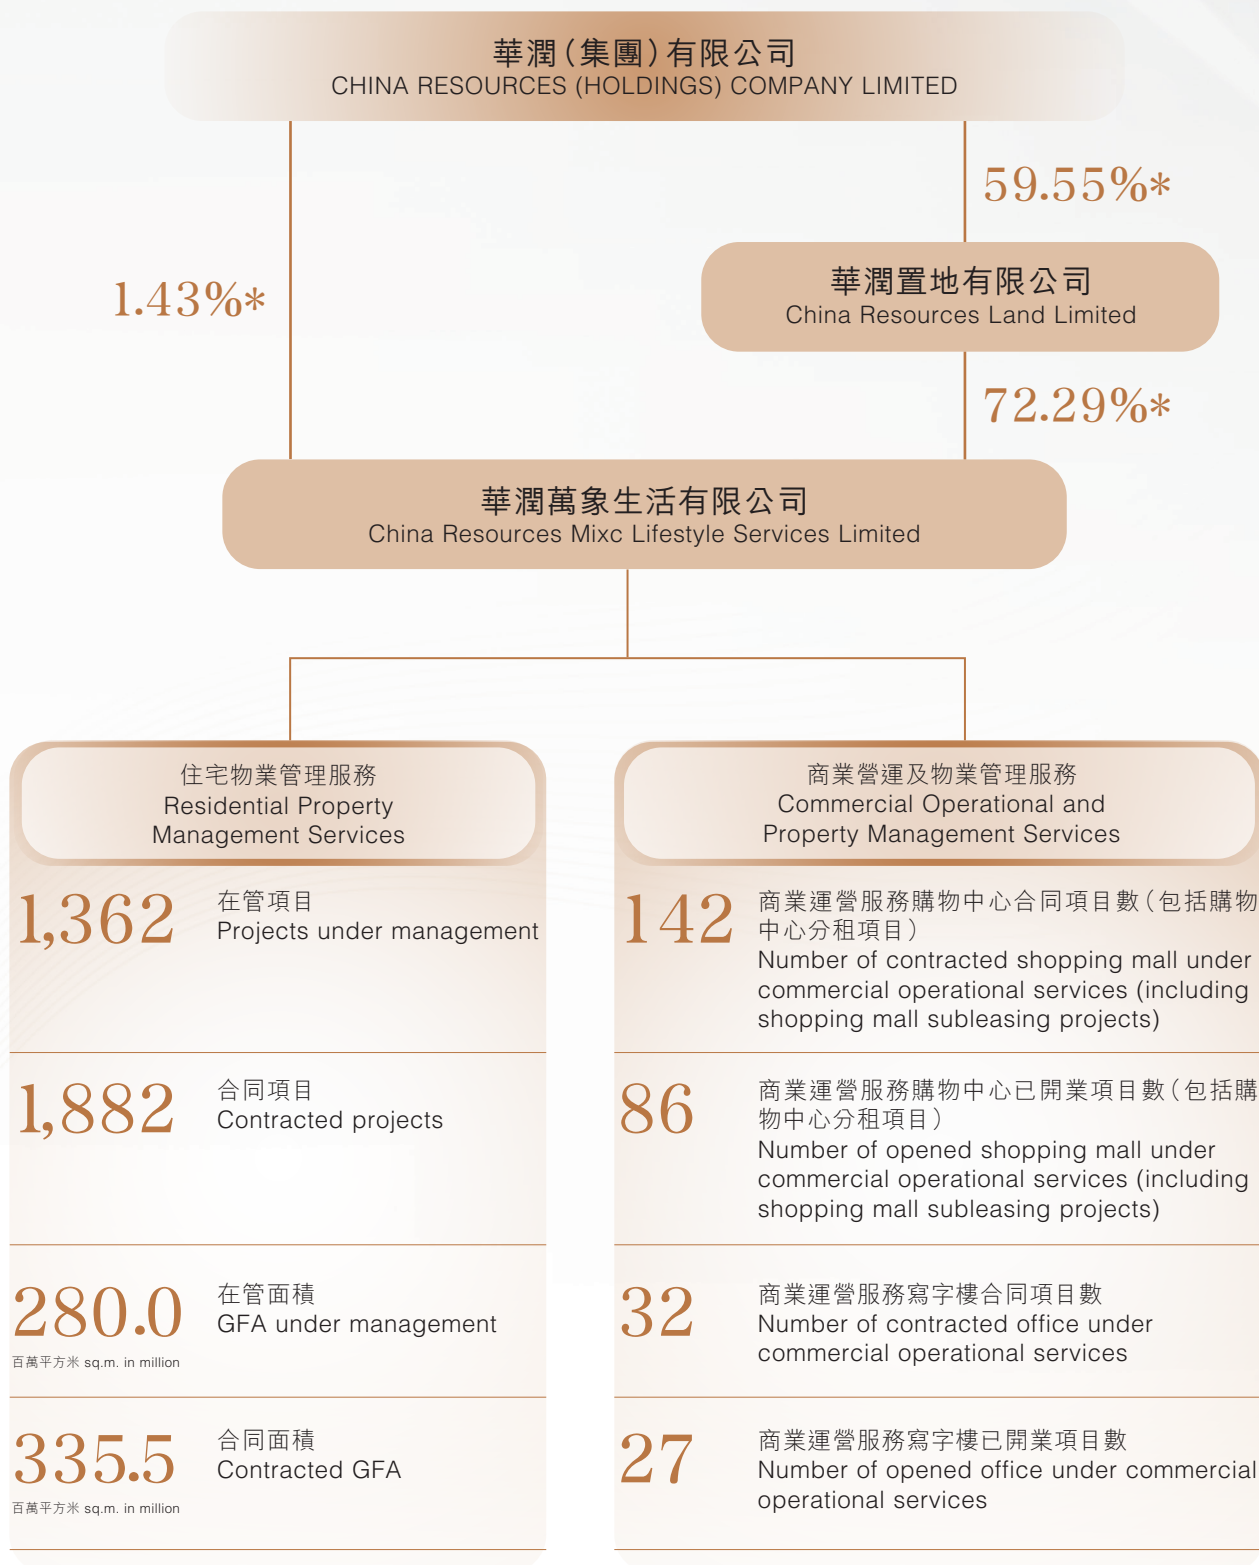 華潤(集團)有限公司
CHINA RESOURCES (HOLDINGS) COMPANY LIMITED
59.55%*
1.43%*
華潤置地有限公司
China Resources Land Limited
72.29%*
華潤萬象生活有限公司
China Resources Mixc Lifestyle Services Limited
住宅物業管理服務
Residential Property
Management Services
1,362
在管項目
Projects under management
1,882
合同項目
Contracted projects
280.0
百萬平方米 sq.m. in million
在管面積
GFA under management
335.5
百萬平方米 sq.m. in million
合同面積
Contracted GFA
商業營運及物業管理服務
Commercial Operational and
Property Management Services
142
商業運營服務購物中心合同項目數(包括購物
中心分租項目)
Number of contracted shopping mall under
commercial operational services (including
shopping mall subleasing projects)
86
商業運營服務購物中心已開業項目數(包括購
物中心分租項目)
Number of opened shopping mall under
commercial operational services (including
shopping mall subleasing projects)
32
商業運營服務寫字樓合同項目數
Number of contracted office under
commercial operational services
27
商業運營服務寫字樓已開業項目數
Number of opened office under commercial
operational services